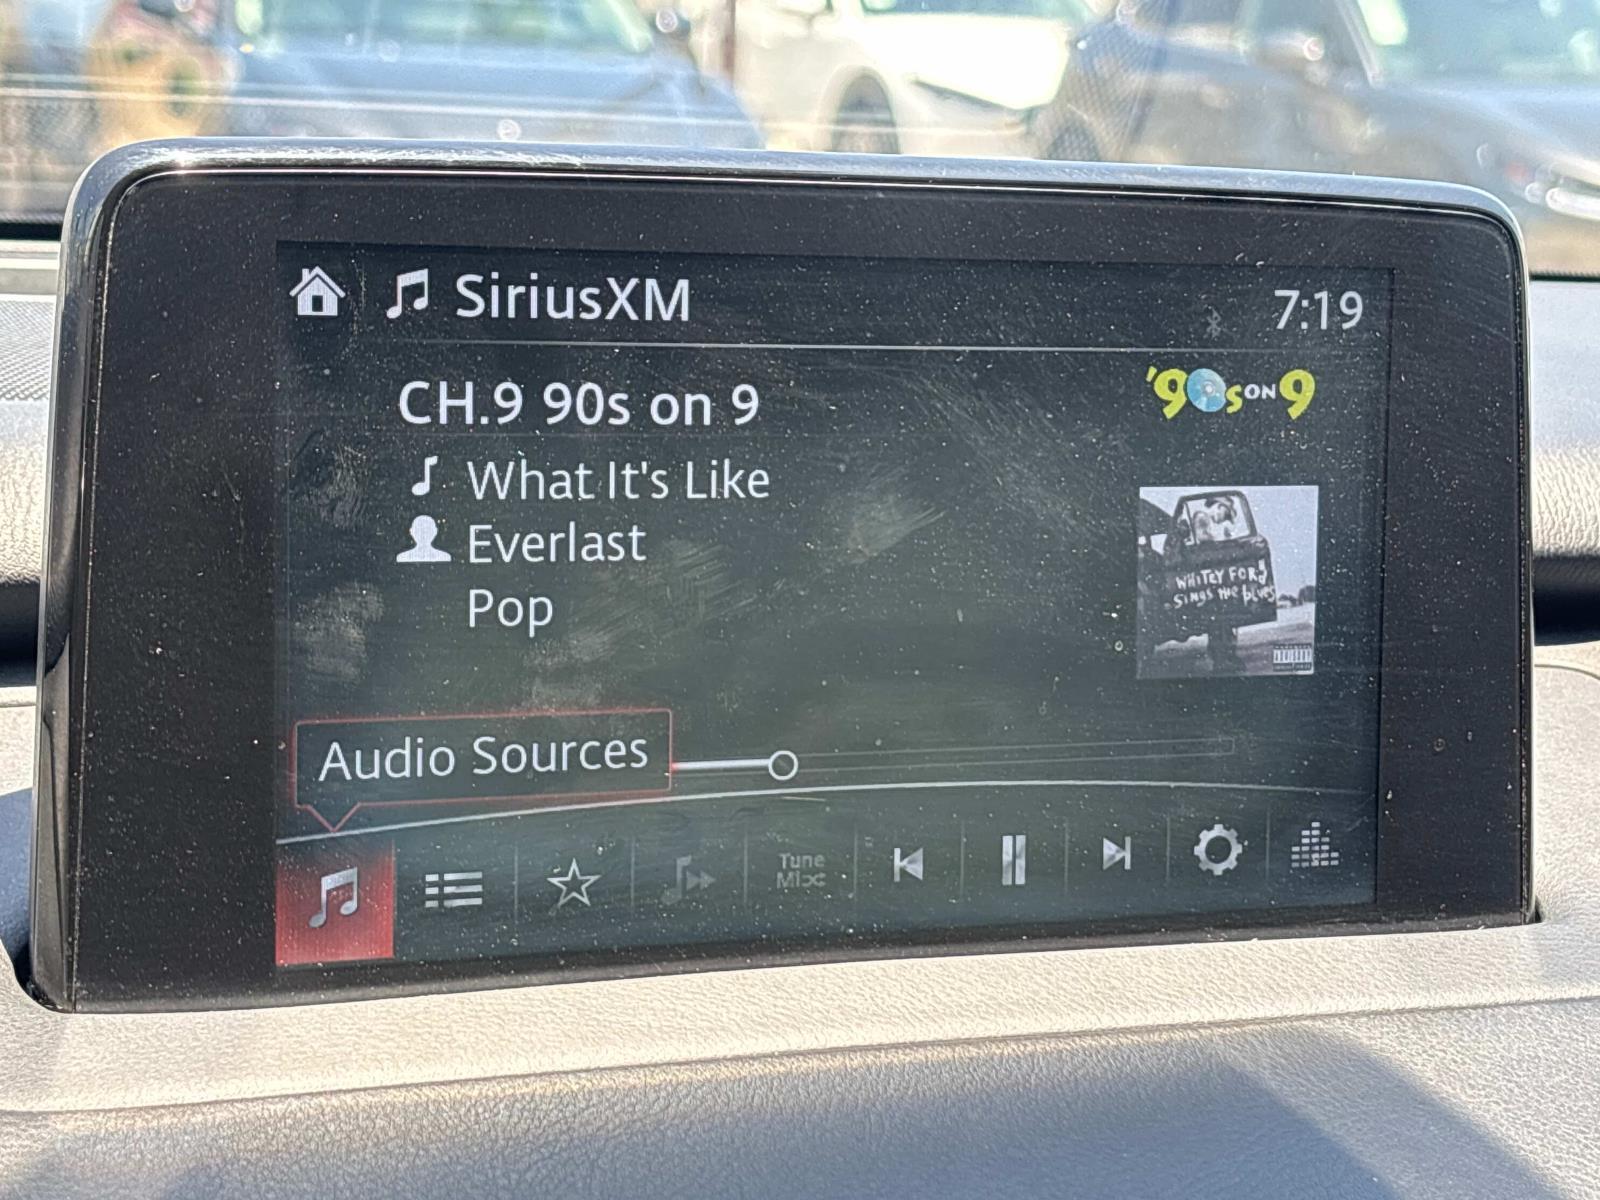 SiriusXM
7:19
CH.9 90s on 9
'90s ON 9
What It's Like
Everlast
Pop
WHITEY FORD
SINGS THE BLUES
Audio Sources
Tune
Mix